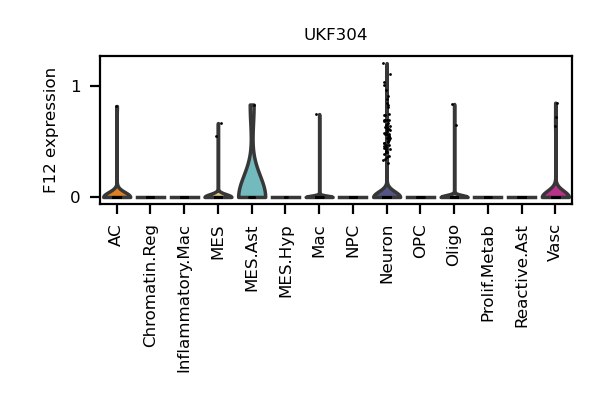 UKF304
F12 expression
1
0
AC
Chromatin.Reg
Inflammatory.Mac
MES
MES.Ast
MES.Hyp
Mac
NPC
Neuron
OPC
Oligo
Prolif.Metab
Reactive.Ast
Vasc